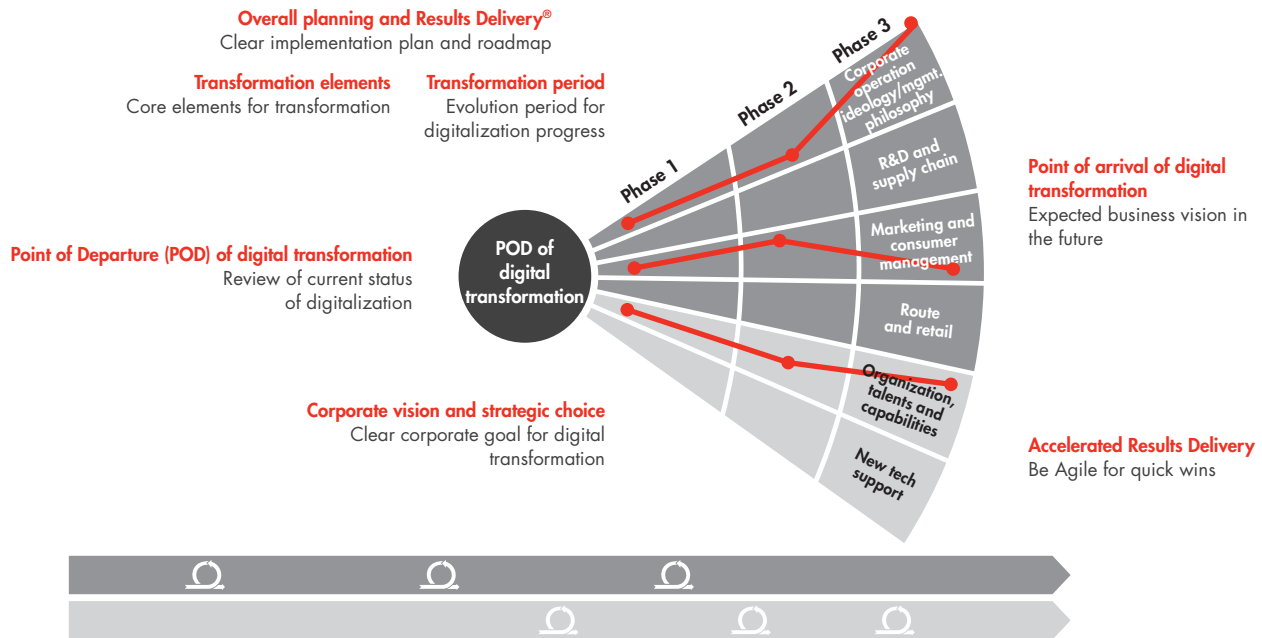 Overall planning and Results Delivery®
Clear implementation plan and roadmap
Transformation elements
Core elements for transformation
Transformation period
Evolution period for
digitalization progress
Point of Departure (POD) of digital transformation
Review of current status
of digitalization
Corporate vision and strategic choice
Clear corporate goal for digital
transformation
POD of
digital
transformation
Phase 1
Phase 2
Phase 3
Corporate
operation
ideology/mgmt.
philosophy
R&D and
supply chain
Marketing and
consumer
management
Route
and retail
Organization,
talents and
capabilities
New tech
support
Point of arrival of digital
transformation
Expected business vision in
the future
Accelerated Results Delivery
Be Agile for quick wins